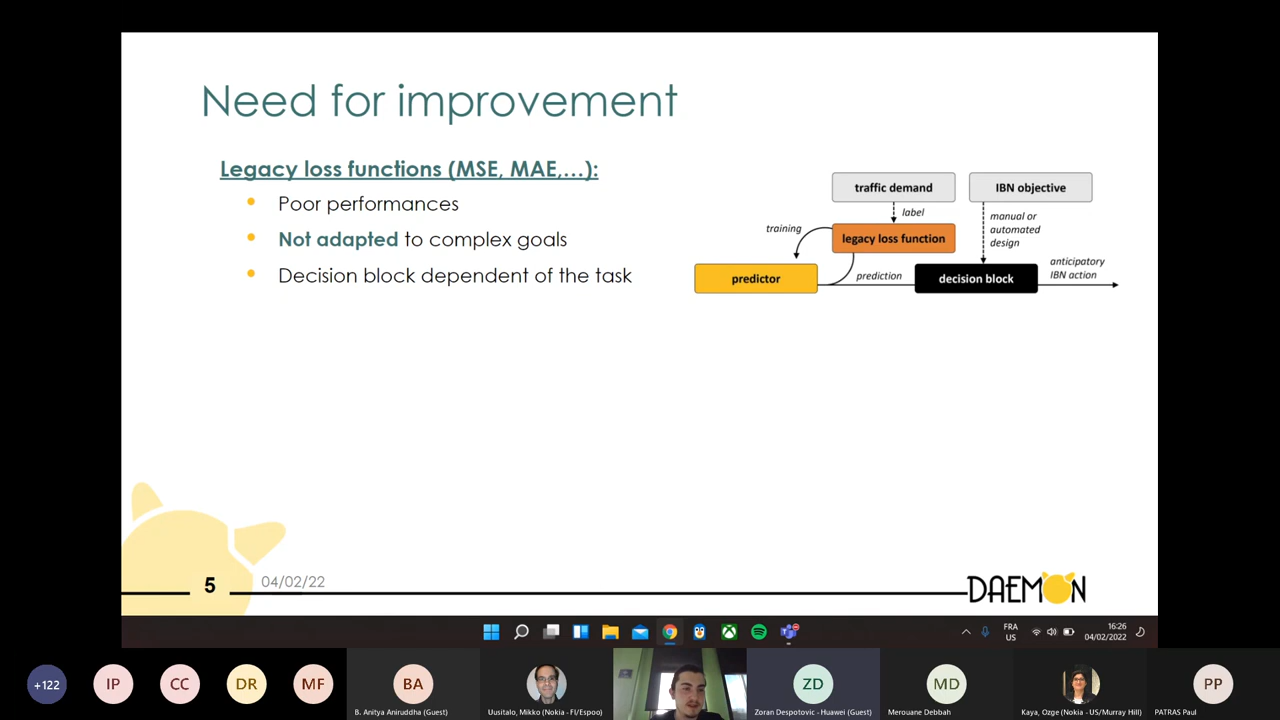 Need for improvement
Legacy loss functions (MSE, MAE,...):
Poor performances
Not adapted to complex goals
Decision block dependent of the task
traffic demand
IBN objective
label
manual or
automated
design
training
legacy loss function
predictor
prediction
decision block
anticipatory
IBN action
5
04/02/22
DAEMON
FRA
US
16:26
04/02/2022
+122
IP
CC
DR
MF
BA
B. Anitya Aniruddha (Guest)
Uusitalo, Mikko (Nokia - FI/Espoo)
ZD
Zoran Despotovic - Huawei (Guest)
MD
Merouane Debbah
Kaya, Ozge (Nokia - US/Murray Hill)
PP
PATRAS Paul